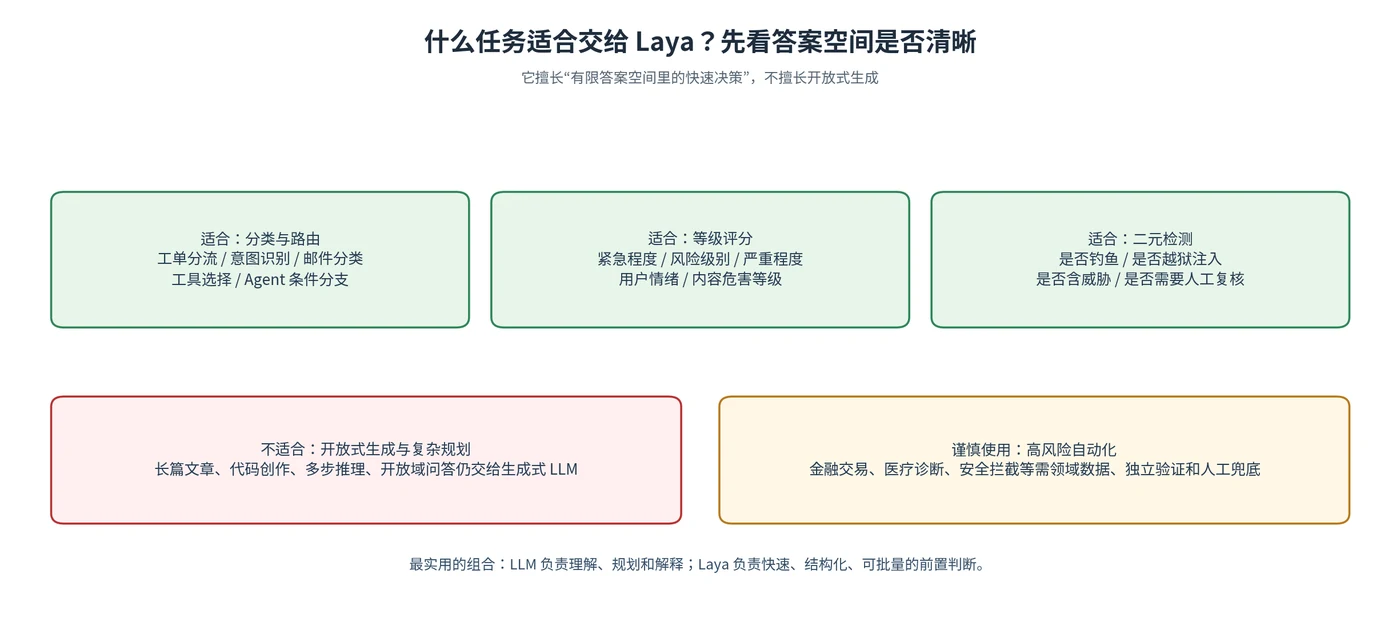 什么任务适合交给 Laya？先看答案空间是否清晰
它擅长“有限答案空间里的快速决策”，不擅长开放式生成
适合：分类与路由
工单分流 / 意图识别 / 邮件分类
工具选择 / Agent 条件分支
适合：等级评分
紧急程度 / 风险级别 / 严重程度
用户情绪 / 内容危害等级
适合：二元检测
是否钓鱼 / 是否越狱注入
是否含威胁 / 是否需要人工复核
不适合：开放式生成与复杂规划
长篇文章、代码创作、多步推理、开放域问答仍交给生成式 LLM
谨慎使用：高风险自动化
金融交易、医疗诊断、安全拦截等需领域数据、独立验证和人工兜底
最实用的组合：LLM 负责理解、规划和解释；Laya 负责快速、结构化、可批量的前置判断。